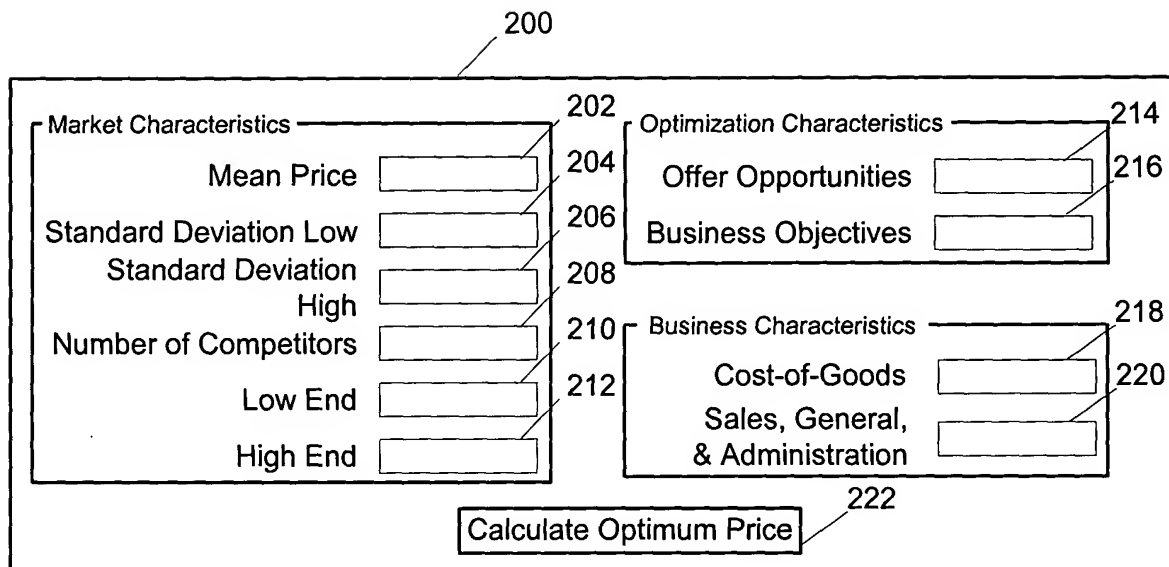 200
Market Characteristics
202
Mean Price
204
Standard Deviation Low
206
Standard Deviation
High
208
Number of Competitors
210
Low End
212
High End
Optimization Characteristics
214
Offer Opportunities
216
Business Objectives
Business Characteristics
218
Cost-of-Goods
220
Sales, General,
& Administration
Calculate Optimum Price
222